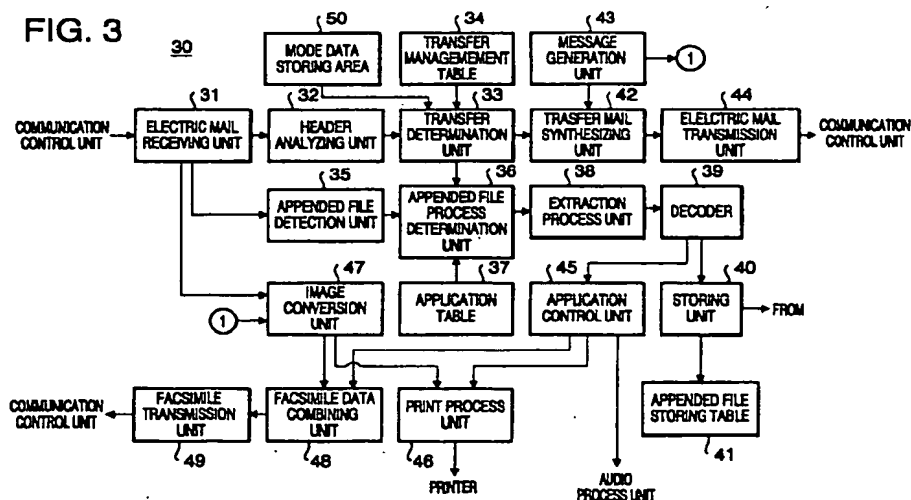 FIG. 3
30
50
MODE DATA
STORING AREA
34
TRANSFER
MANAGEMEMENT
TABLE
43
MESSAGE
GENERATION
UNIT
1
COMMUNICATION
CONTROL UNIT
31
ELECTRIC MAIL
RECEIVING UNIT
32
HEADER
ANALYZING UNIT
33
TRANSFER
DETERMINATION
UNIT
42
TRASFER MAIL
SYNTHESIZING UNIT
44
ELELCTRIC MAIL
TRANSMISSION
UNIT
COMMUNICATION
CONTROL UNIT
35
APPENDED FILE
DETECTION UNIT
36
APPENDED FILE
PROCESS
DETERMINATION
UNIT
38
EXTRACTION
PROCESS UNIT
39
DECODER
47
IMAGE
CONVERSION
UNIT
1
37
APPLICATION
TABLE
45
APPLICATION
CONTROL UNIT
40
STORING
UNIT
FROM
COMMUNICATION
CONTROL UNIT
FACSIMILE
TRANSMISSION
UNIT
49
FACSIMILE DATA
COMBINING
UNIT
48
PRINT PROCESS
UNIT
46
PRINTER
AUDIO
PROCESS UNIT
APPENDED FILE
STORING TABLE
41